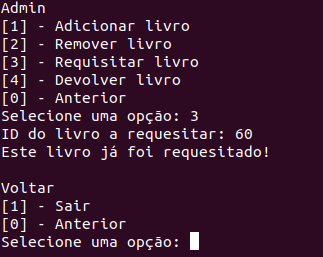 Admin
[1] - Adicionar livro
[2] - Remover livro
[3] - Requisitar livro
[4] - Devolver livro
[0] - Anterior
Selecione uma opção: 3
ID do livro a requesitar: 60
Este livro já foi requesitado!
Voltar
[1] - Sair
[0] - Anterior
Selecione uma opção: